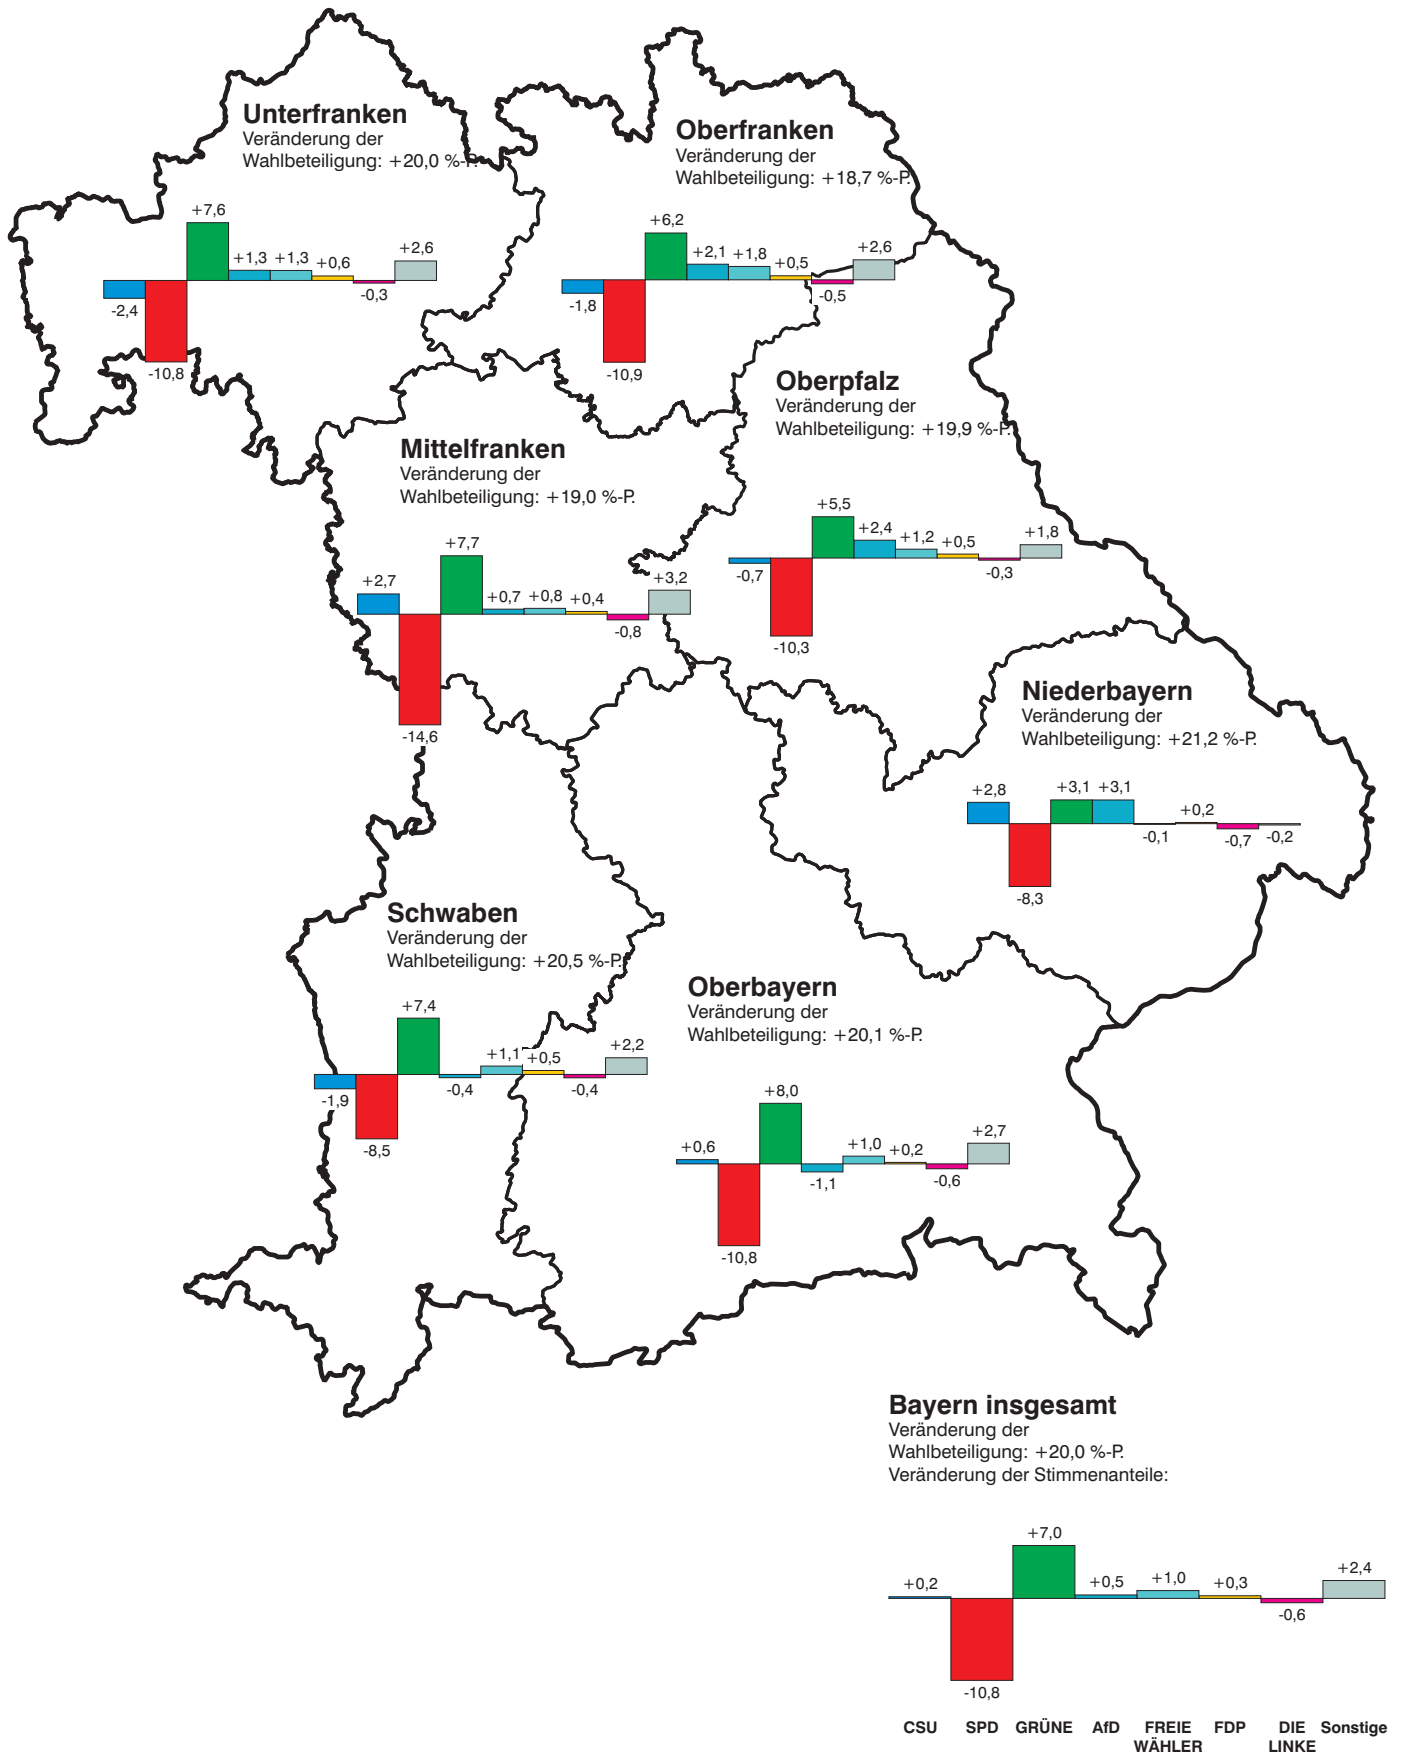 Unterfranken
Veränderung der
Wahlbeteiligung: +20,0 %-P.
+7,6
+1,3
+1,3
+0,6
+2,6
-2,4
-0,3
-10,8
Oberfranken
Veränderung der
Wahlbeteiligung: +18,7 %-P.
+6,2
+2,1
+1,8
+0,5
+2,6
-1,8
-0,5
-10,9
Oberpfalz
Veränderung der
Wahlbeteiligung: +19,9 %-P.
+5,5
+2,4
+1,2
+0,5
+1,8
-0,7
-0,3
-10,3
Mittelfranken
Veränderung der
Wahlbeteiligung: +19,0 %-P.
+7,7
+2,7
+0,7
+0,8
+0,4
+3,2
-0,8
-14,6
Niederbayern
Veränderung der
Wahlbeteiligung: +21,2 %-P.
+2,8
+3,1
+3,1
+0,2
-0,1
-0,7
-0,2
-8,3
Schwaben
Veränderung der
Wahlbeteiligung: +20,5 %-P.
+7,4
+1,1
+0,5
+2,2
-1,9
-0,4
-0,4
-8,5
Oberbayern
Veränderung der
Wahlbeteiligung: +20,1 %-P.
+8,0
+0,6
+1,0
+0,2
+2,7
-1,1
-0,6
-10,8
Bayern insgesamt
Veränderung der
Wahlbeteiligung: +20,0 %-P.
Veränderung der Stimmenanteile:
+7,0
+0,2
+0,5
+1,0
+0,3
+2,4
-0,6
-10,8
CSU SPD GRÜNE AfD FREIE FDP DIE Sonstige
WÄHLER LINKE